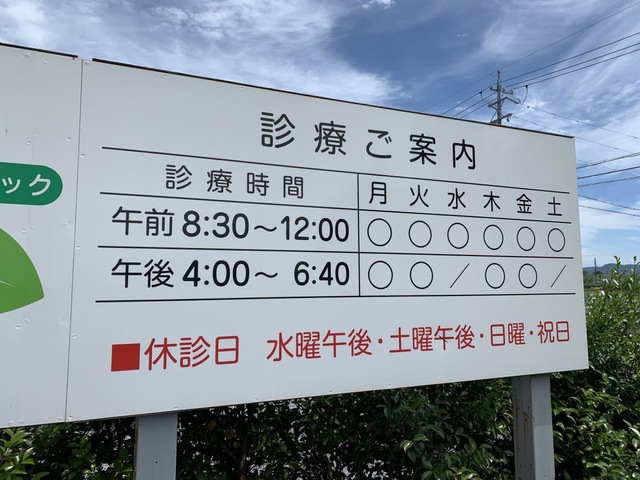 診療ご案内
ック
診療時間 月 火 水 木 金 土
午前 8:30～12:00 ○ ○ ○ ○ ○ ○
午後 4:00～ 6:40 ○ ○ ／ ○ ○ ／
■休診日 水曜午後・土曜午後・日曜・祝日